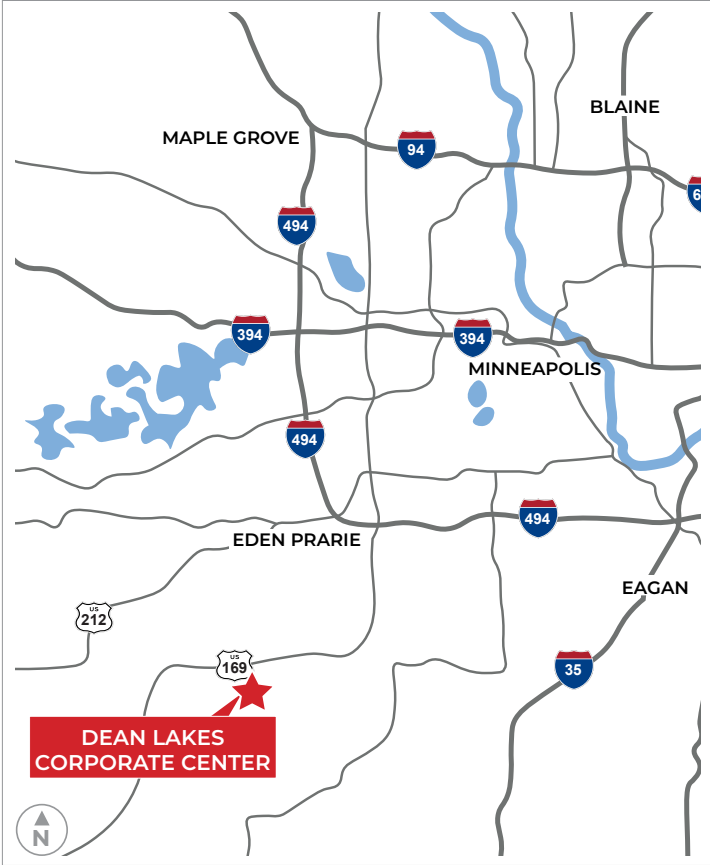 BLAINE
MAPLE GROVE
94
6
494
394
394
MINNEAPOLIS
494
494
EDEN PRARIE
EAGAN
US
212
US
169
35
DEAN LAKES
CORPORATE CENTER
N